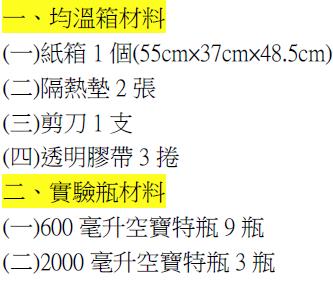 一、均溫箱材料
(一)紙箱 1 個(55cm×37cm×48.5cm)
(二)隔熱墊 2 張
(三)剪刀 1 支
(四)透明膠帶 3 捲
二、實驗瓶材料
(一)600 毫升空寶特瓶 9 瓶
(二)2000 毫升空寶特瓶 3 瓶